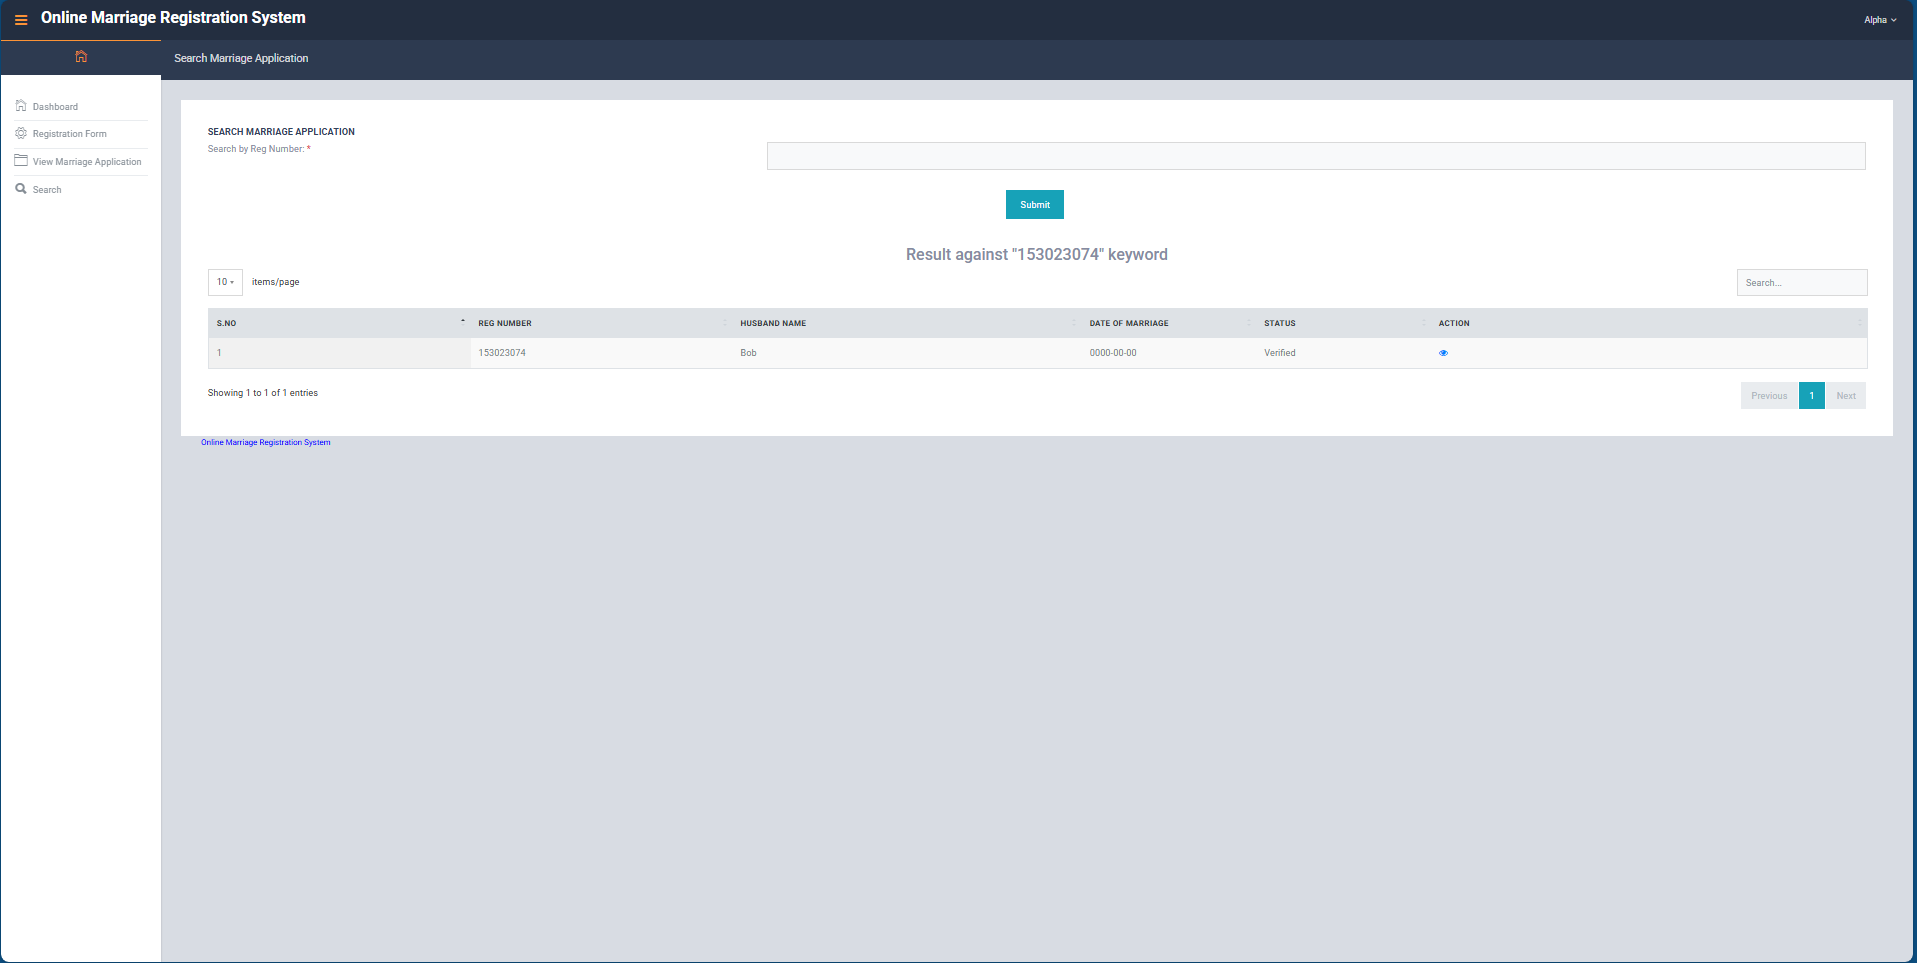 Online Marriage Registration System
Alpha
Search Marriage Application
Dashboard
Registration Form
View Marriage Application
Search
SEARCH MARRIAGE APPLICATION
Search by Reg Number: *
Submit
Result against "153023074" keyword
10 items/page
Search...
S.NO REG NUMBER HUSBAND NAME DATE OF MARRIAGE STATUS ACTION
1 153023074 Bob 0000-00-00 Verified
Showing 1 to 1 of 1 entries
Previous 1 Next
Online Marriage Registration System